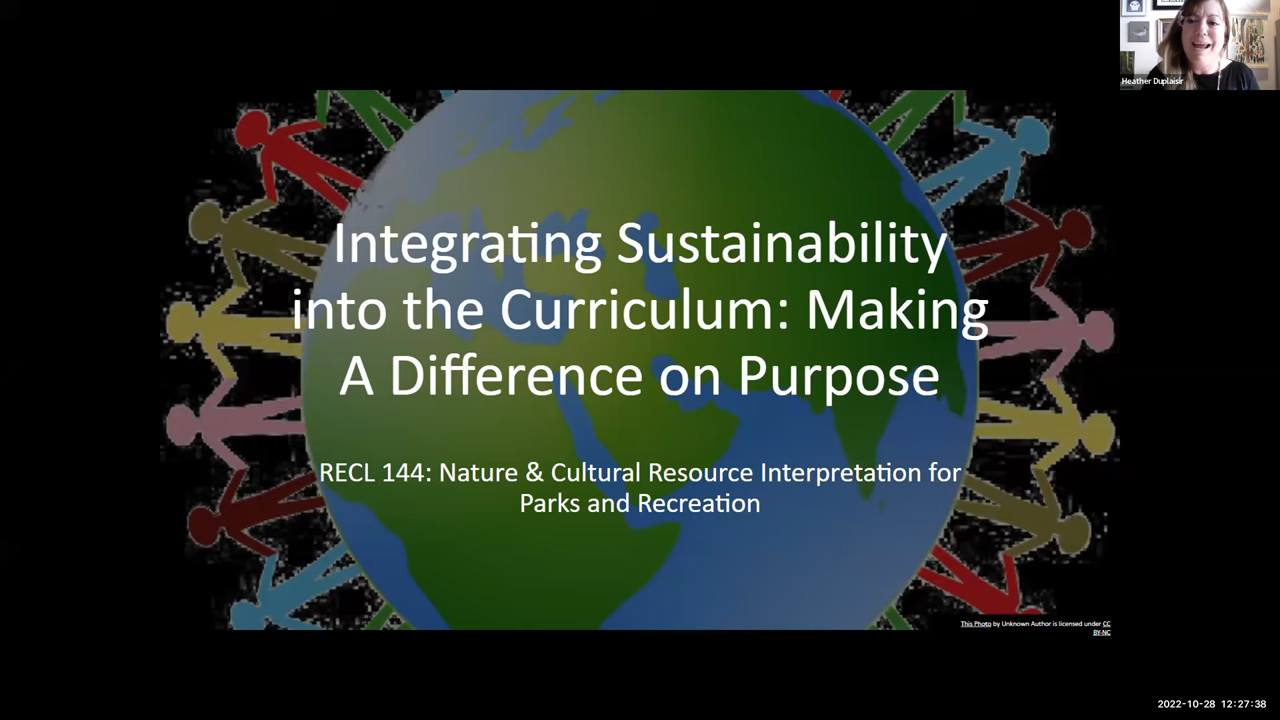 Heather Duplaisir
Integrating Sustainability
into the Curriculum: Making
A Difference on Purpose
RECL 144: Nature & Cultural Resource Interpretation for
Parks and Recreation
This Photo by Unknown Author is licensed under CC
BY-NC
2022-10-28 12:27:38